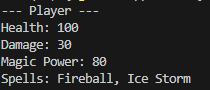 --- Player ---
Health: 100
Damage: 30
Magic Power: 80
Spells: Fireball, Ice Storm